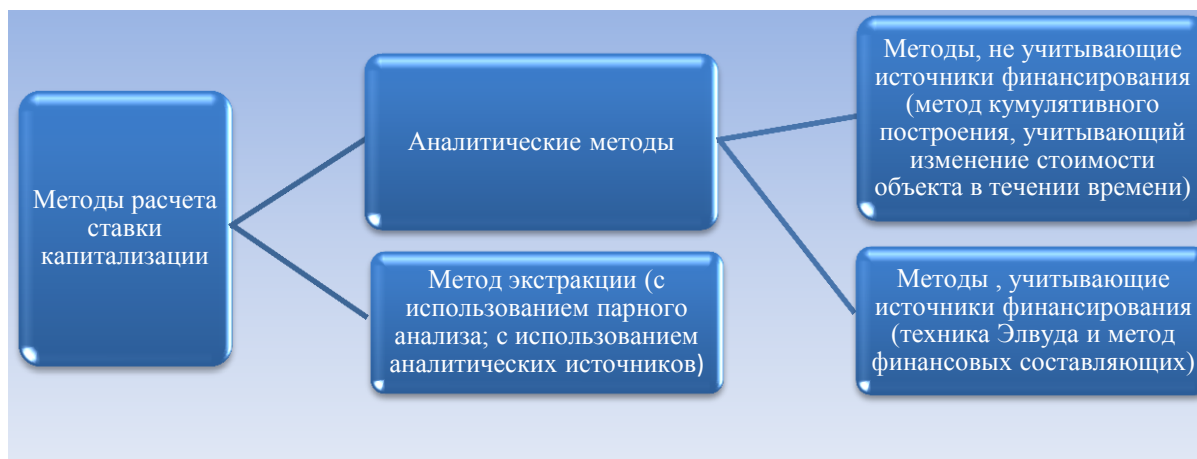 Методы расчета
ставки
капитализации
Аналитические методы
Метод экстракции (с
использованием парного
анализа; с использованием
аналитических источников)
Методы, не учитывающие
источники финансирования
(метод кумулятивного
построения, учитывающий
изменение стоимости
объекта в течении времени)
Методы , учитывающие
источники финансирования
(техника Элвуда и метод
финансовых составляющих)